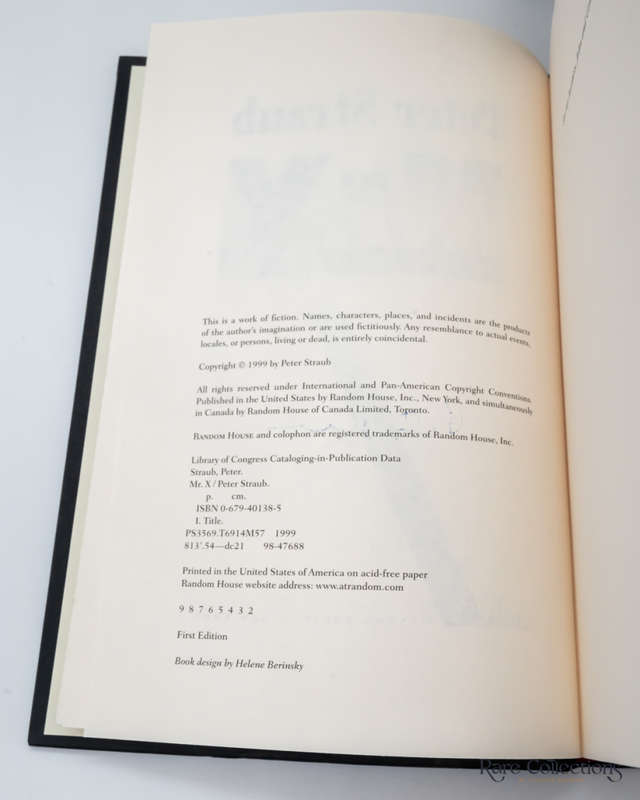 This is a work of fiction. Names, characters, places, and incidents are the products
of the author's imagination or are used fictitiously. Any resemblance to actual events,
locales, or persons, living or dead, is entirely coincidental.
Copyright © 1999 by Peter Straub
All rights reserved under International and Pan-American Copyright Conventions.
Published in the United States by Random House, Inc., New York, and simultaneously
in Canada by Random House of Canada Limited, Toronto.
RANDOM HOUSE and colophon are registered trademarks of Random House, Inc.
Library of Congress Cataloging-in-Publication Data
Straub, Peter.
Mr. X / Peter Straub.
p. cm.
ISBN 0-679-40138-5
I. Title.
PS3569.T6914M57 1999
813'.54—dc21 98-47688
Printed in the United States of America on acid-free paper
Random House website address: www.atrandom.com
9 8 7 6 5 4 3 2
First Edition
Book design by Helene Berinsky
Rare Collections